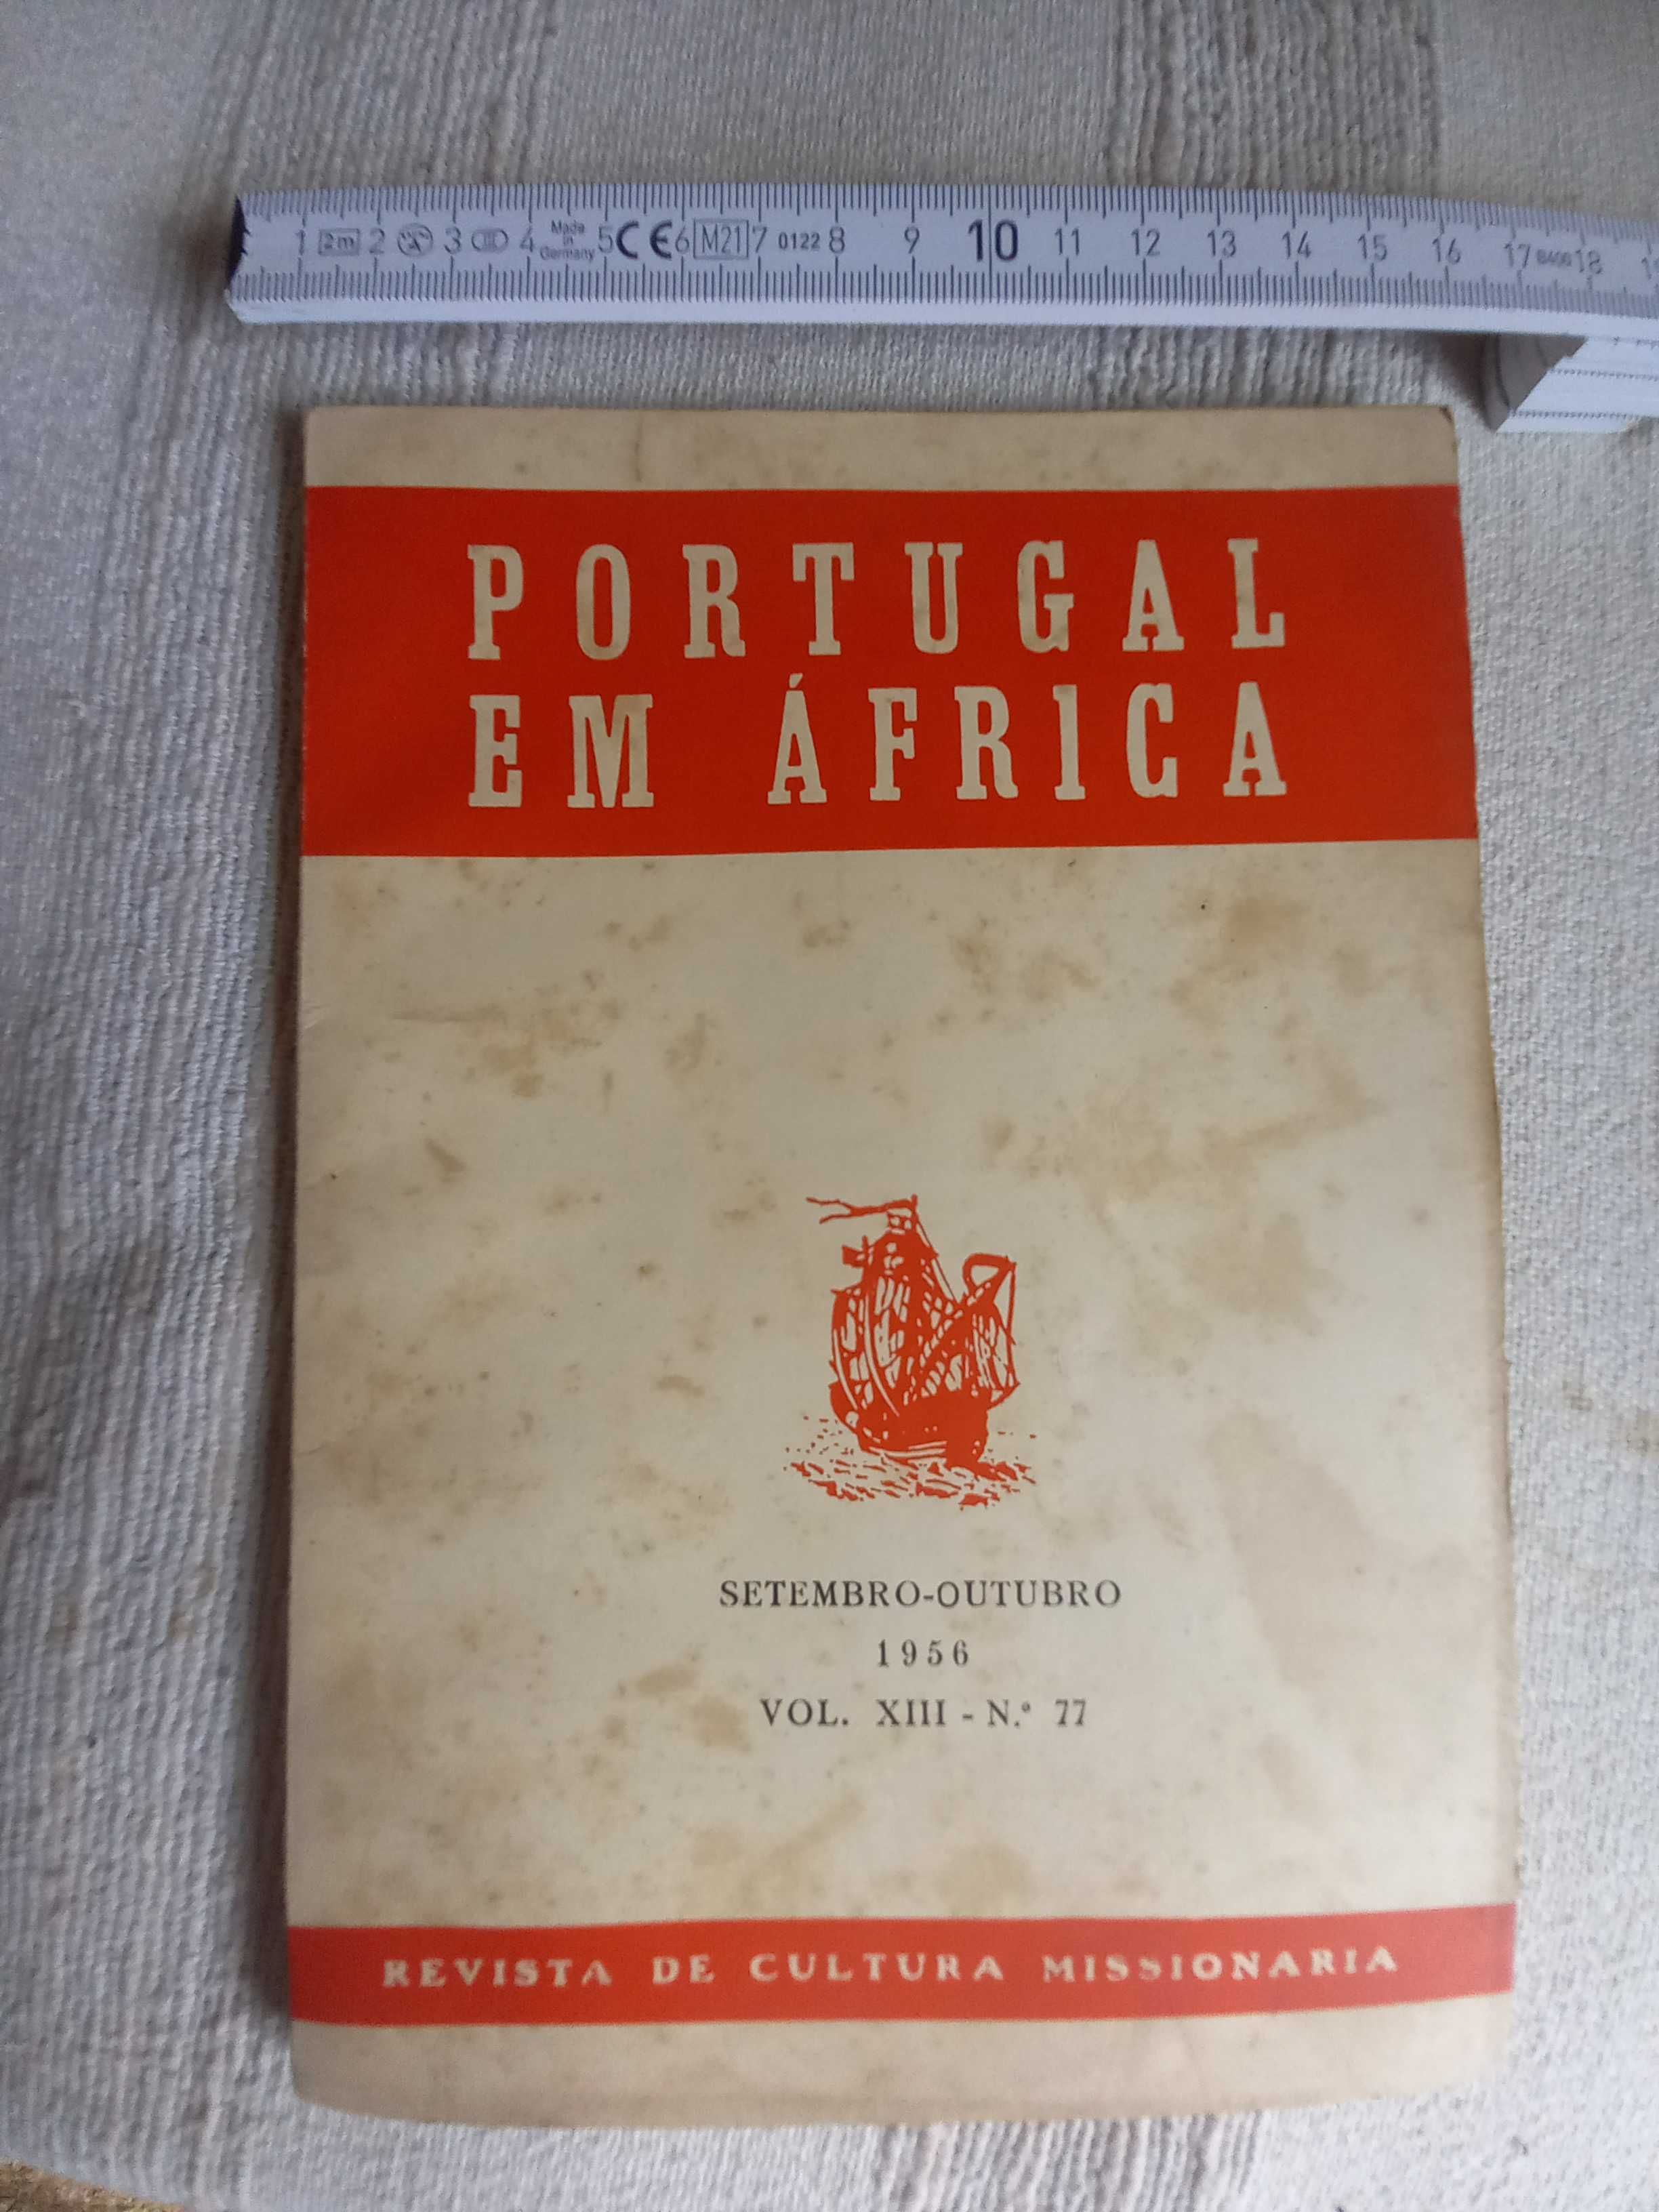 1 2m 2 3 4 Made in Germany 5 CE 6 M21 7 0122 8 9 10 11 12 13 14 15 16 17 18
PORTUGAL
EM ÁFRICA
SETEMBRO-OUTUBRO
1956
VOL. XIII - N.º 77
REVISTA DE CULTURA MISSIONARIA